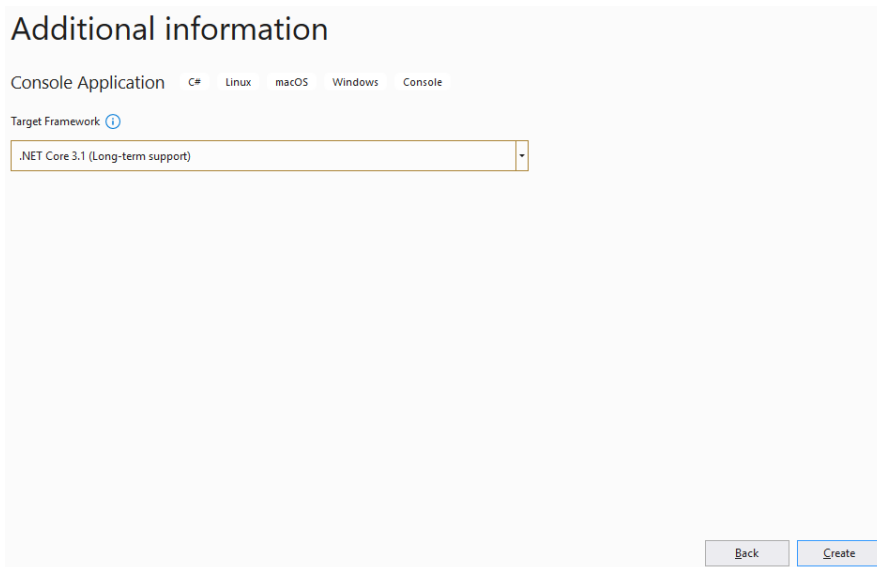 Additional information
Console Application C# Linux macOS Windows Console
Target Framework
.NET Core 3.1 (Long-term support)
Back Create